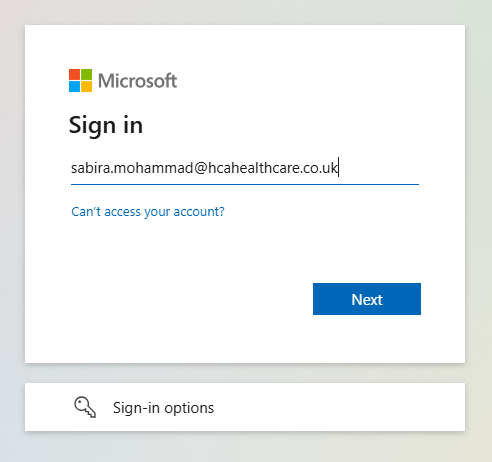 Microsoft
Sign in
sabira.mohammad@hcahealthcare.co.uk
Can't access your account?
Next
Sign-in options